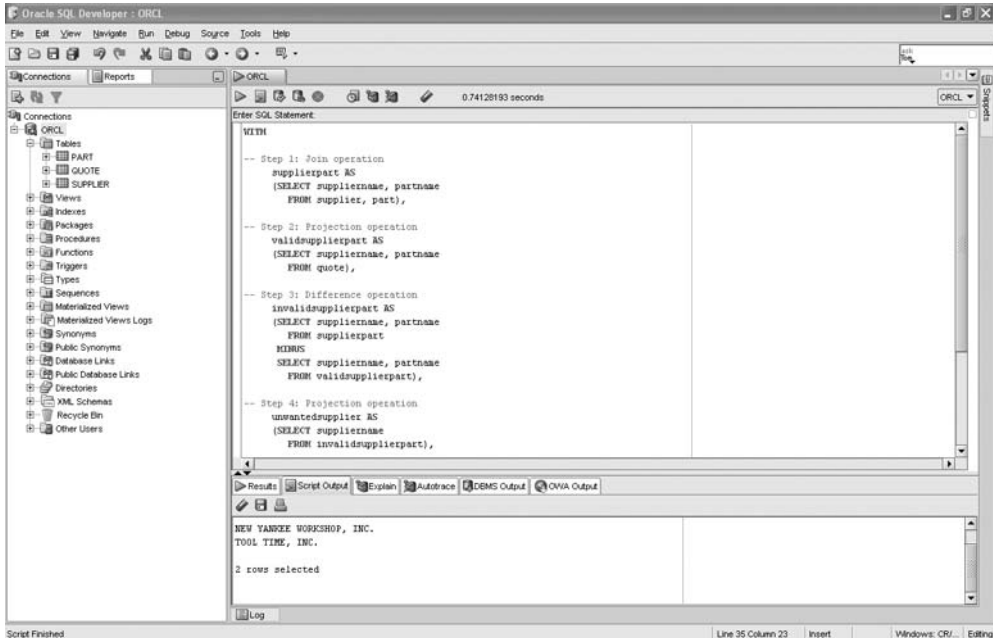 Oracle SQL Developer : ORCL
File Edit View Navigate Run Debug Source Tools Help
Connections Reports
ORCL
0.74128193 seconds
ORCL
Snippets
Connections
ORCL
Tables
PART
QUOTE
SUPPLIER
Views
Indexes
Packages
Procedures
Functions
Triggers
Types
Sequences
Materialized Views
Materialized Views Logs
Synonyms
Public Synonyms
Database Links
Public Database Links
Directories
XML Schemas
Recycle Bin
Other Users
Enter SQL Statement:
WITH
-- Step 1: Join operation
supplierpart AS
(SELECT suppliername, partname
FROM supplier, part),
-- Step 2: Projection operation
validsupplierpart AS
(SELECT suppliername, partname
FROM quote),
-- Step 3: Difference operation
invalidsupplierpart AS
(SELECT suppliername, partname
FROM supplierpart
MINUS
SELECT suppliername, partname
FROM validsupplierpart),
-- Step 4: Projection operation
unwantedsupplier AS
(SELECT suppliername
FROM invalidsupplierpart),
Results Script Output Explain Autotrace DBMS Output OWA Output
NEW YANKEE WORKSHOP, INC.
TOOL TIME, INC.
2 rows selected
Log
Script Finished
Line 35 Column 23 Insert Windows: CR/... Editing